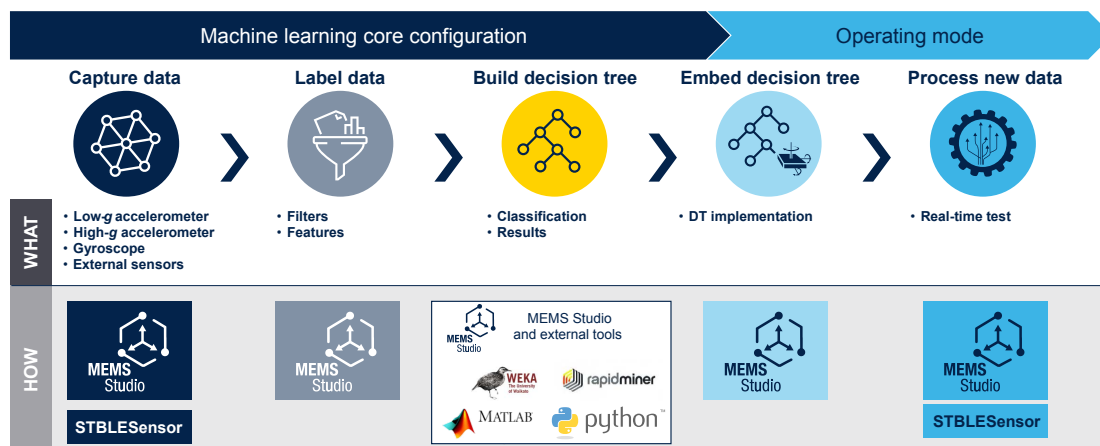 Machine learning core configuration
Operating mode
Capture data
Label data
Build decision tree
Embed decision tree
Process new data
WHAT
• Low-g accelerometer
• High-g accelerometer
• Gyroscope
• External sensors
• Filters
• Features
• Classification
• Results
• DT implementation
• Real-time test
HOW
MEMS
Studio
STBLESensor
MEMS
Studio
MEMS
Studio
MEMS Studio
and external tools
WEKA
The University
of Waikato
rapidminer
MATLAB
python™
MEMS
Studio
MEMS
Studio
STBLESensor